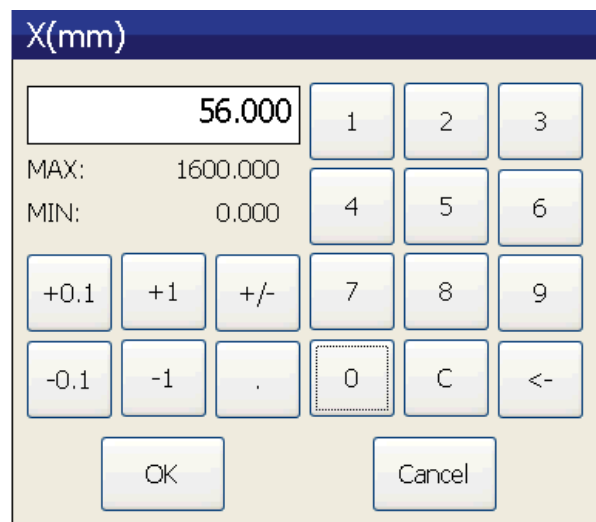 X(mm)
56.000 1 2 3
MAX: 1600.000
MIN: 0.000 4 5 6
+0.1 +1 +/- 7 8 9
-0.1 -1 . 0 C <-
OK Cancel